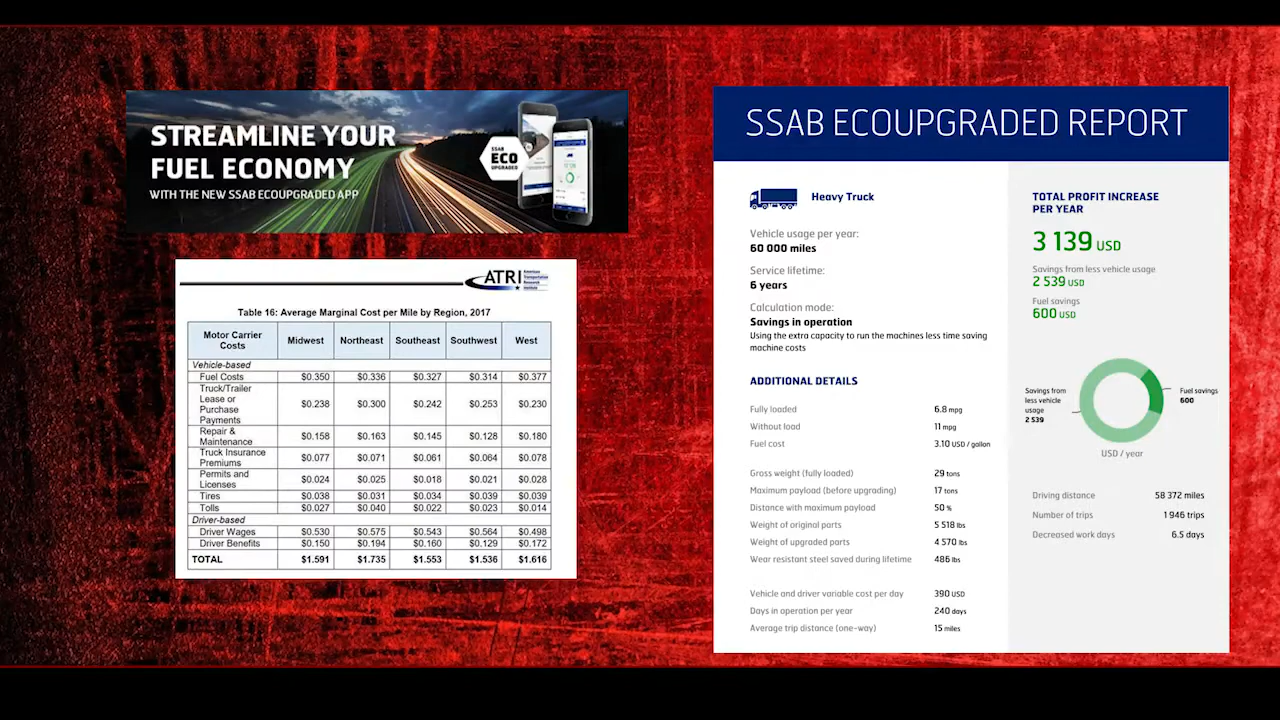 STREAMLINE YOUR
FUEL ECONOMY
WITH THE NEW SSAB ECOUPGRADED APP
SSAB
ECO
UPGRADED
ATRI
American
Transportation
Research
Institute
Table 16: Average Marginal Cost per Mile by Region, 2017
Motor Carrier Costs Midwest Northeast Southeast Southwest West
Vehicle-based
Fuel Costs $0.350 $0.336 $0.327 $0.314 $0.377
Truck/Trailer Lease or Purchase Payments $0.238 $0.300 $0.242 $0.253 $0.230
Repair & Maintenance $0.158 $0.163 $0.145 $0.128 $0.180
Truck Insurance Premiums $0.077 $0.071 $0.061 $0.064 $0.078
Permits and Licenses $0.024 $0.025 $0.018 $0.021 $0.028
Tires $0.038 $0.031 $0.034 $0.039 $0.039
Tolls $0.027 $0.040 $0.022 $0.023 $0.014
Driver-based
Driver Wages $0.530 $0.575 $0.543 $0.564 $0.498
Driver Benefits $0.150 $0.194 $0.160 $0.129 $0.172
TOTAL $1.591 $1.735 $1.553 $1.536 $1.616
SSAB ECOUPGRADED REPORT
Heavy Truck
Vehicle usage per year:
60 000 miles
Service lifetime:
6 years
Calculation mode:
Savings in operation
Using the extra capacity to run the machines less time saving
machine costs
ADDITIONAL DETAILS
Fully loaded 6.8 mpg
Without load 11 mpg
Fuel cost 3.10 USD / gallon
Gross weight (fully loaded) 29 tons
Maximum payload (before upgrading) 17 tons
Distance with maximum payload 50 %
Weight of original parts 5 518 lbs
Weight of upgraded parts 4 570 lbs
Wear resistant steel saved during lifetime 486 lbs
Vehicle and driver variable cost per day 390 USD
Days in operation per year 240 days
Average trip distance (one-way) 15 miles
TOTAL PROFIT INCREASE
PER YEAR
3 139 USD
Savings from less vehicle usage
2 539 USD
Fuel savings
600 USD
Savings from
less vehicle
usage
2 539
Fuel savings
600
USD / year
Driving distance 58 372 miles
Number of trips 1 946 trips
Decreased work days 6.5 days